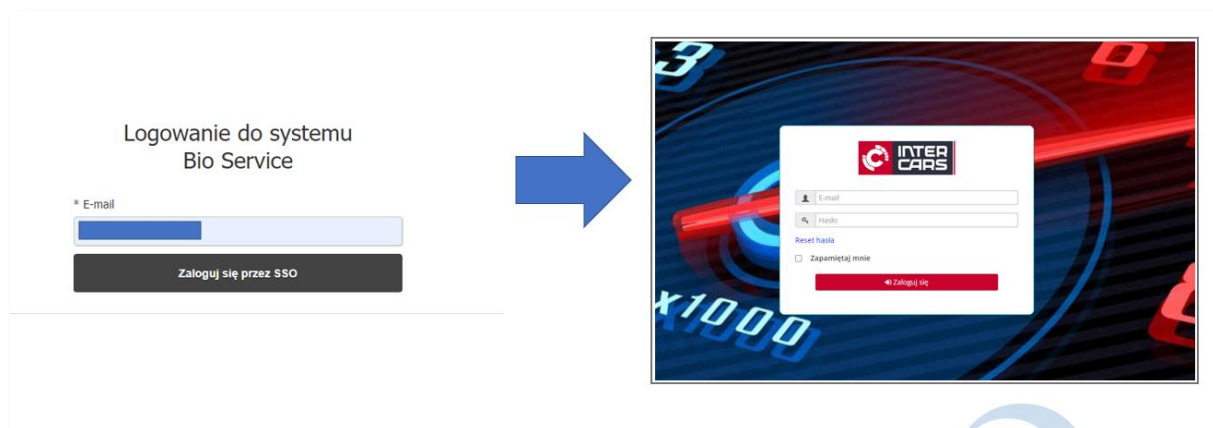 Logowanie do systemu
Bio Service
* E-mail
Zaloguj się przez SSO
3
6
INTER
CARS
E-mail
Hasło
Reset hasła
Zapamiętaj mnie
Zaloguj się
x1000